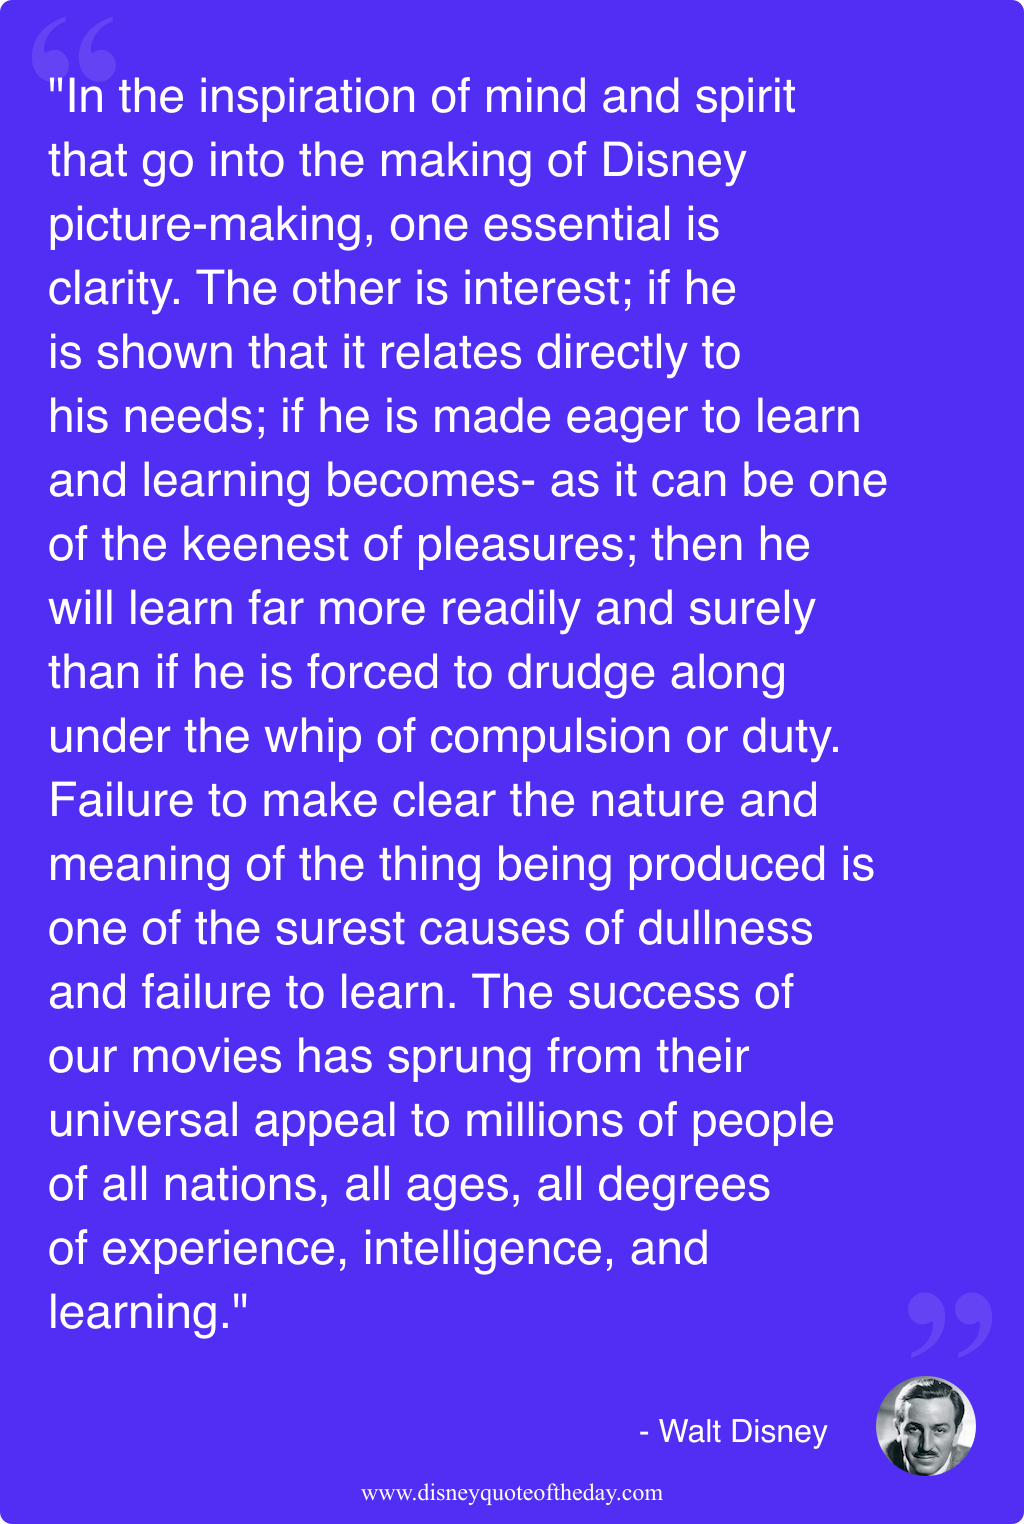 "In the inspiration of mind and spirit
that go into the making of Disney
picture-making, one essential is
clarity. The other is interest; if he
is shown that it relates directly to
his needs; if he is made eager to learn
and learning becomes- as it can be one
of the keenest of pleasures; then he
will learn far more readily and surely
than if he is forced to drudge along
under the whip of compulsion or duty.
Failure to make clear the nature and
meaning of the thing being produced is
one of the surest causes of dullness
and failure to learn. The success of
our movies has sprung from their
universal appeal to millions of people
of all nations, all ages, all degrees
of experience, intelligence, and
learning."
- Walt Disney
www.disneyquoteoftheday.com